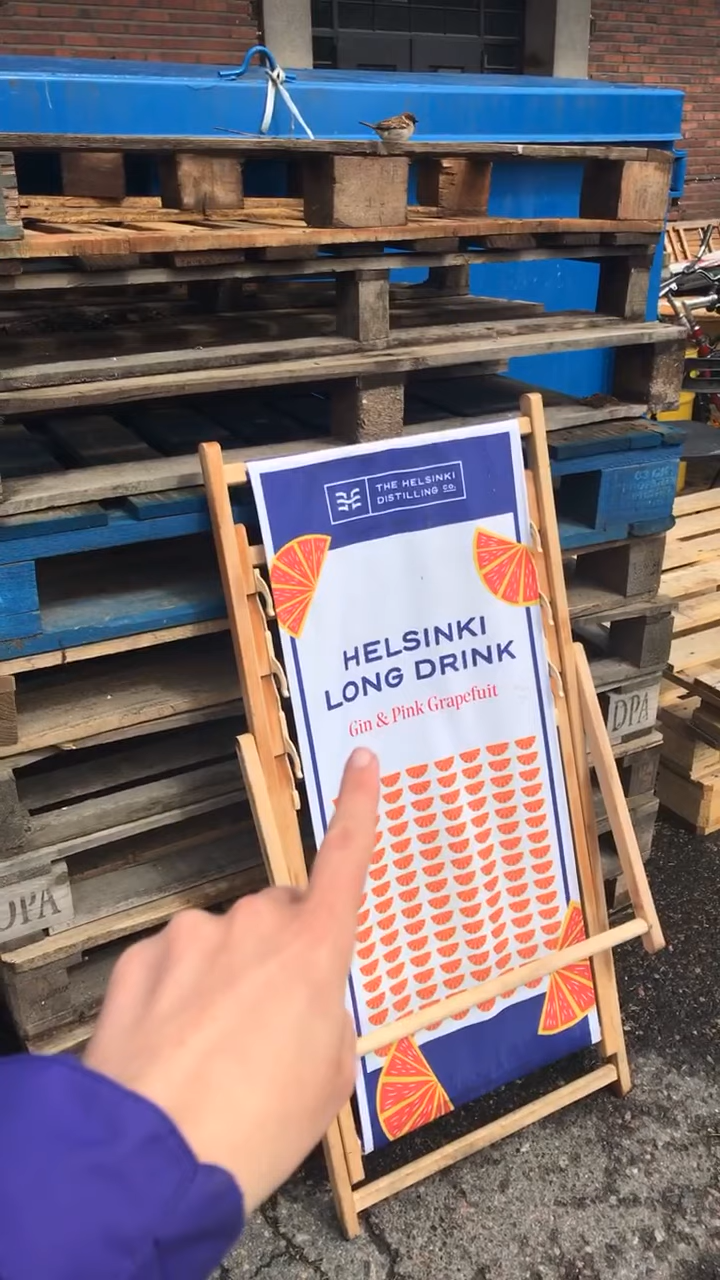 THE HELSINKI
DISTILLING CO.
HELSINKI
LONG DRINK
Gin & Pink Grapefuit
DPA
DPA